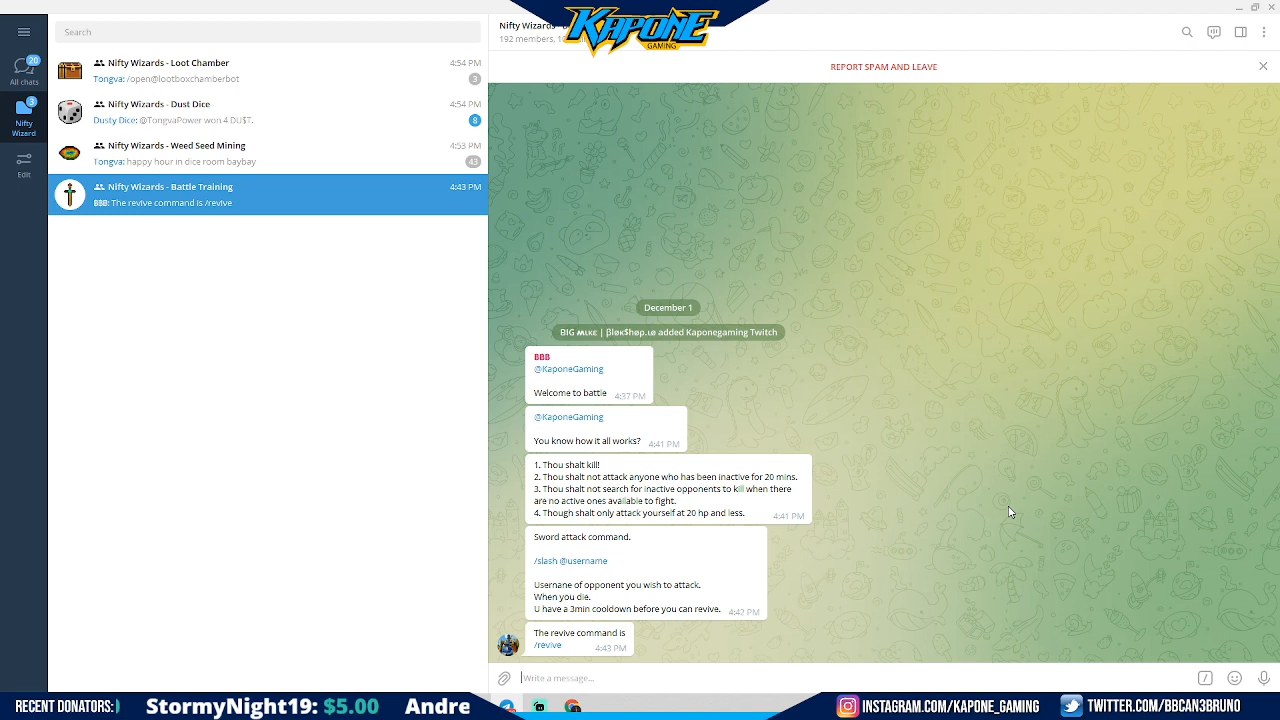 Search
20
All chats
3
Nifty
Wizard
Edit
Nifty Wizards - Loot Chamber
4:54 PM
Tongva: /open@lootboxchamberbot
3
Nifty Wizards - Dust Dice
4:54 PM
Dusty Dice: @TongvaPower won 4 DU$T.
8
Nifty Wizards - Weed Seed Mining
4:53 PM
Tongva: happy hour in dice room baybay
43
Nifty Wizards - Battle Training
4:43 PM
BBB: The revive command is /revive
Nifty Wizards -
192 members,
KAPONE
GAMING
REPORT SPAM AND LEAVE
December 1
BIG ᴍɪᴋᴇ | βløκ$høp.ιø added Kaponegaming Twitch
BBB
@KaponeGaming
Welcome to battle
4:37 PM
@KaponeGaming
You know how it all works?
4:41 PM
1. Thou shalt kill!
2. Thou shalt not attack anyone who has been inactive for 20 mins.
3. Thou shalt not search for inactive opponents to kill when there
are no active ones available to fight.
4. Though shalt only attack yourself at 20 hp and less.
4:41 PM
Sword attack command.
/slash @username
Usernane of opponent you wish to attack.
When you die.
U have a 3min cooldown before you can revive.
4:42 PM
The revive command is
/revive
4:43 PM
Write a message...
RECENT DONATORS:
StormyNight19: $5.00 Andre
INSTAGRAM.COM/KAPONE_GAMING
TWITTER.COM/BBCAN3BRUNO